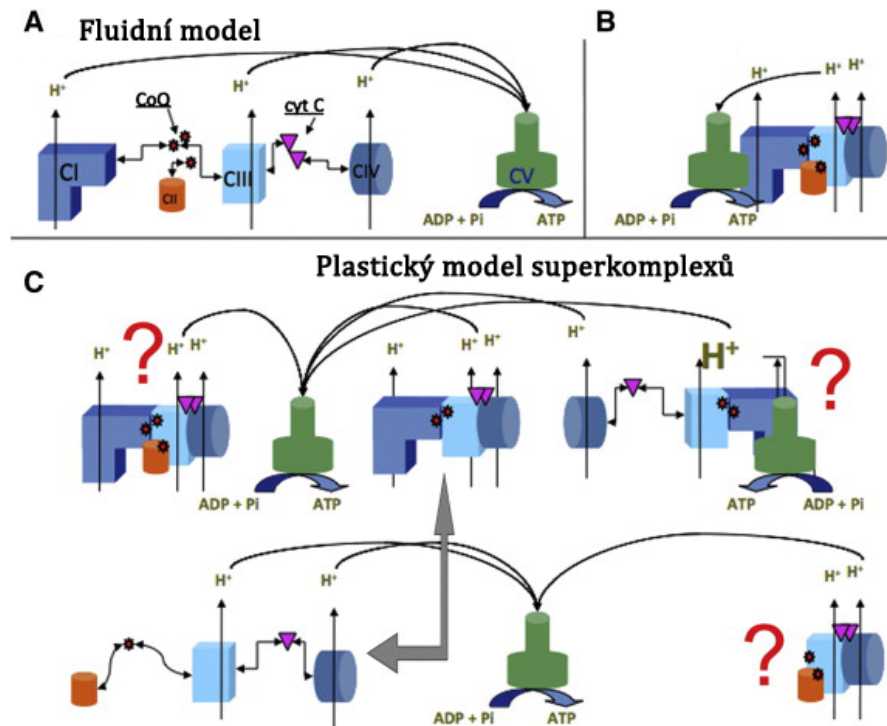 A
Fluidní model
H⁺ H⁺ H⁺
CoQ cyt C
CI CII CIII CIV CV
ADP + Pi ATP
B
H⁺ H⁺ H⁺
ADP + Pi ATP
Plastický model superkomplexů
C
H⁺ ? H⁺ H⁺ H⁺ H⁺ H⁺ H⁺ H⁺ ?
ADP + Pi ATP ATP ADP + Pi
H⁺ H⁺ H⁺ H⁺
?
ADP + Pi ATP